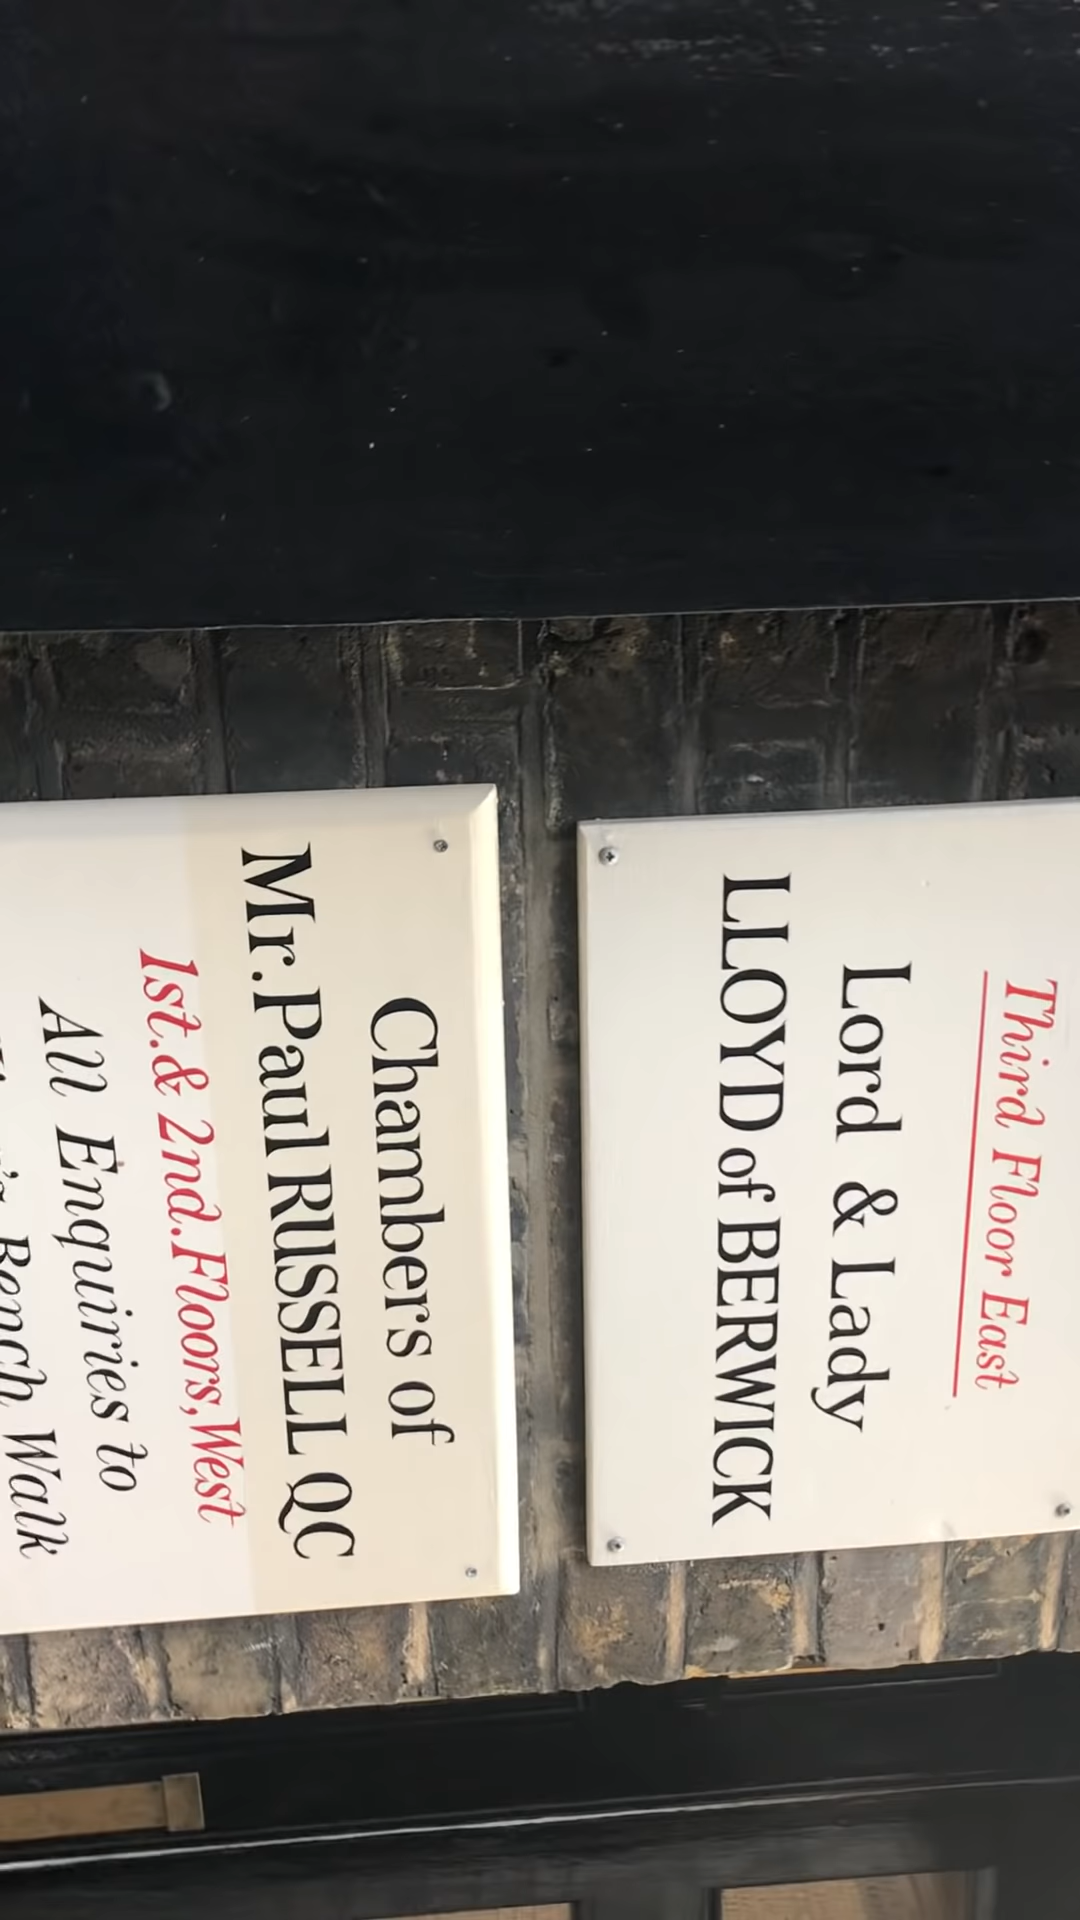 Third Floor East
Lord & Lady
LLOYD of BERWICK
Chambers of
Mr. Paul RUSSELL QC
1st. & 2nd. Floors, West
All Enquiries to
Bench Walk